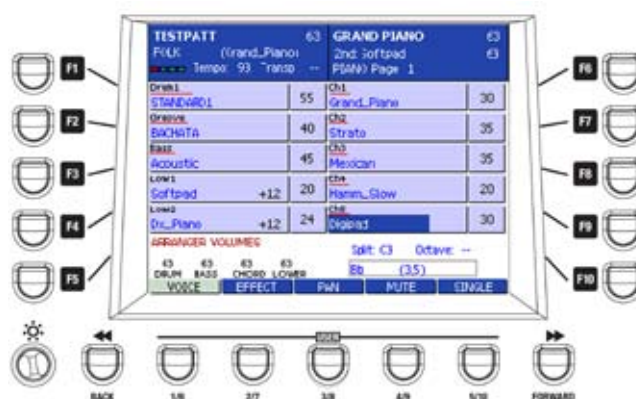 TESTPATT 63 GRAND PIANO 63
FOLK (Grand_Piano) 2nd: Softpad 63
Tempo: 93 Transp -- PIANO Page 1
Drum1 Ch1
STANDARD1 55 Grand_Piano 30
Groove Ch2
BACHATA 40 Strato 35
Bass Ch3
Acoustic 45 Mexican 35
Low1 Ch4
Softpad +12 20 Hamm_Slow 20
Low2 Ch5
Dx_Piano +12 24 Digipad 30
ARRANGER VOLUMES Split: C3 Octave: --
63 63 63 63
DRUM BASS CHORD LOWER Bb (3,5)
VOICE EFFECT PAN MUTE SINGLE
F1
F2
F3
F4
F5
F6
F7
F8
F9
F10
USER
BACK 1/6 2/7 3/8 4/9 5/10 FORWARD